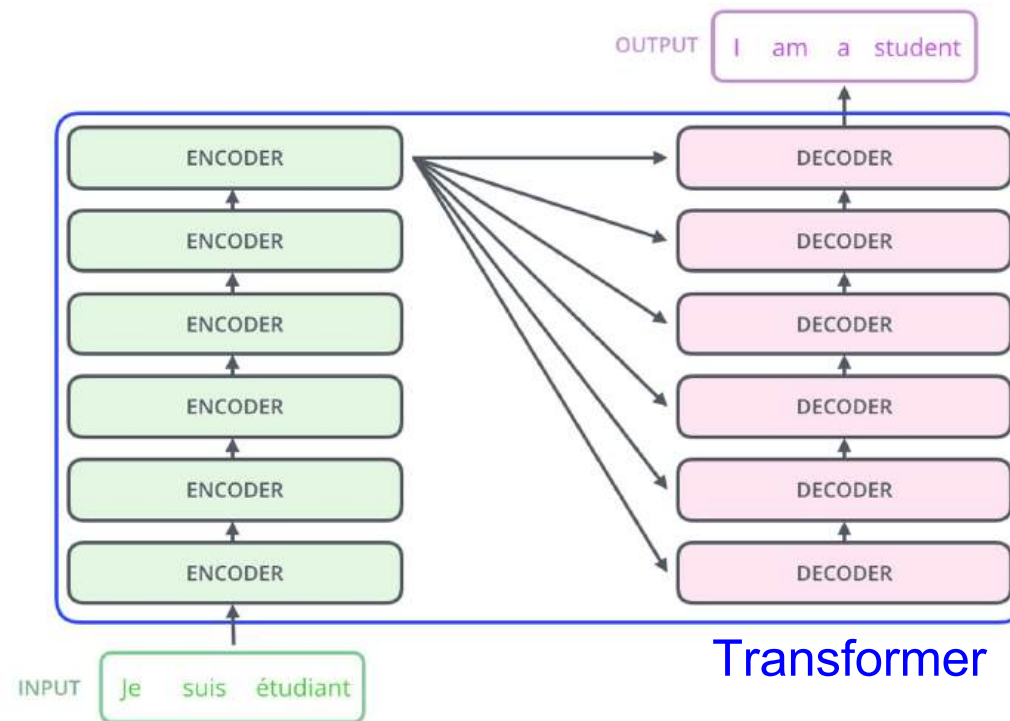 OUTPUT I am a student
ENCODER DECODER
ENCODER DECODER
ENCODER DECODER
ENCODER DECODER
ENCODER DECODER
ENCODER DECODER
Transformer
INPUT Je suis étudiant